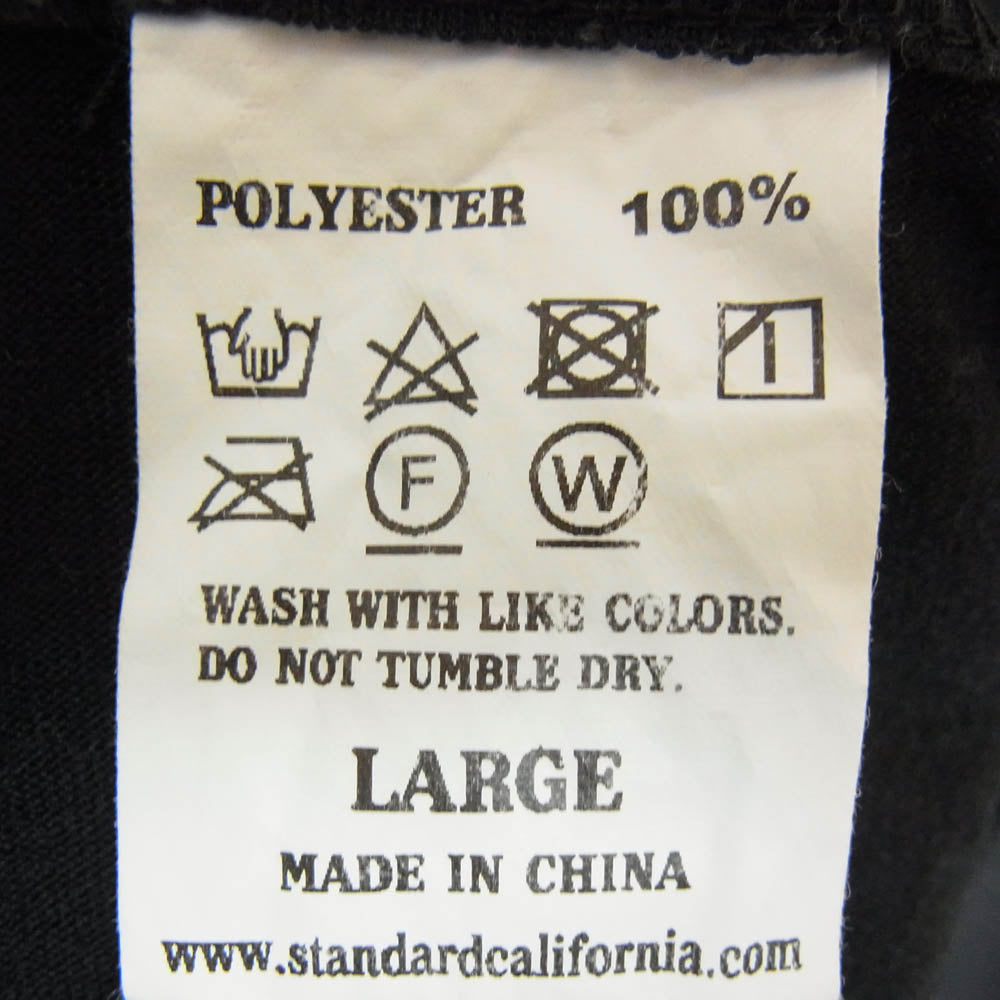 POLYESTER 100%
F W
WASH WITH LIKE COLORS.
DO NOT TUMBLE DRY.
LARGE
MADE IN CHINA
www.standardcalifornia.com